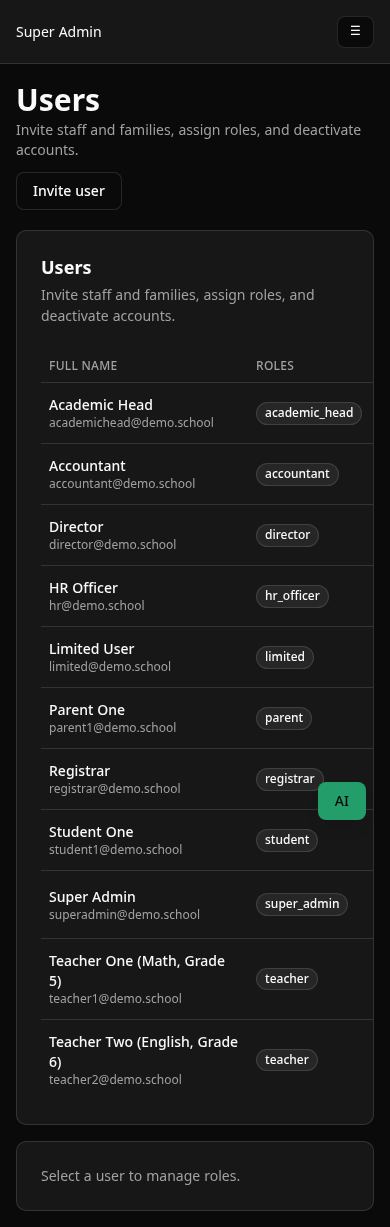 Super Admin
☰
Users
Invite staff and families, assign roles, and deactivate
accounts.
Invite user
Users
Invite staff and families, assign roles, and
deactivate accounts.
FULL NAME ROLES
Academic Head
academichead@demo.school
academic_head
Accountant
accountant@demo.school
accountant
Director
director@demo.school
director
HR Officer
hr@demo.school
hr_officer
Limited User
limited@demo.school
limited
Parent One
parent1@demo.school
parent
Registrar
registrar@demo.school
registrar
AI
Student One
student1@demo.school
student
Super Admin
superadmin@demo.school
super_admin
Teacher One (Math, Grade
5)
teacher1@demo.school
teacher
Teacher Two (English, Grade
6)
teacher2@demo.school
teacher
Select a user to manage roles.